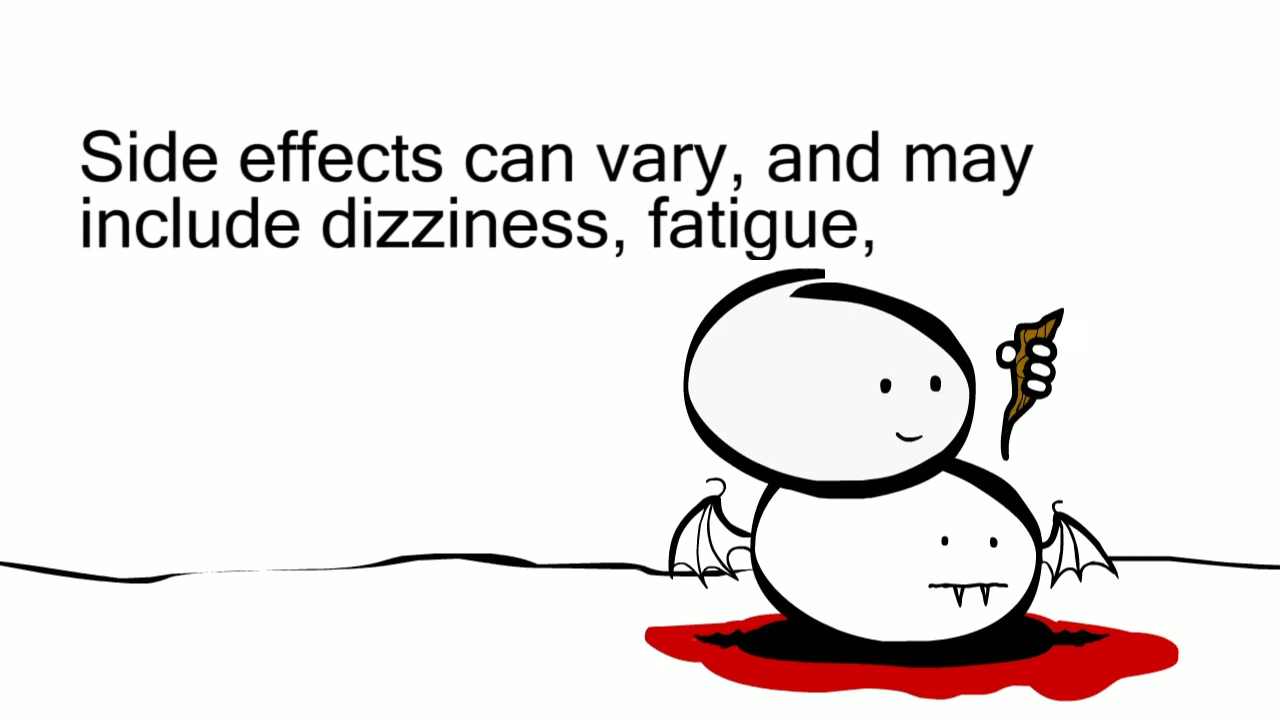 Side effects can vary, and may
include dizziness, fatigue,